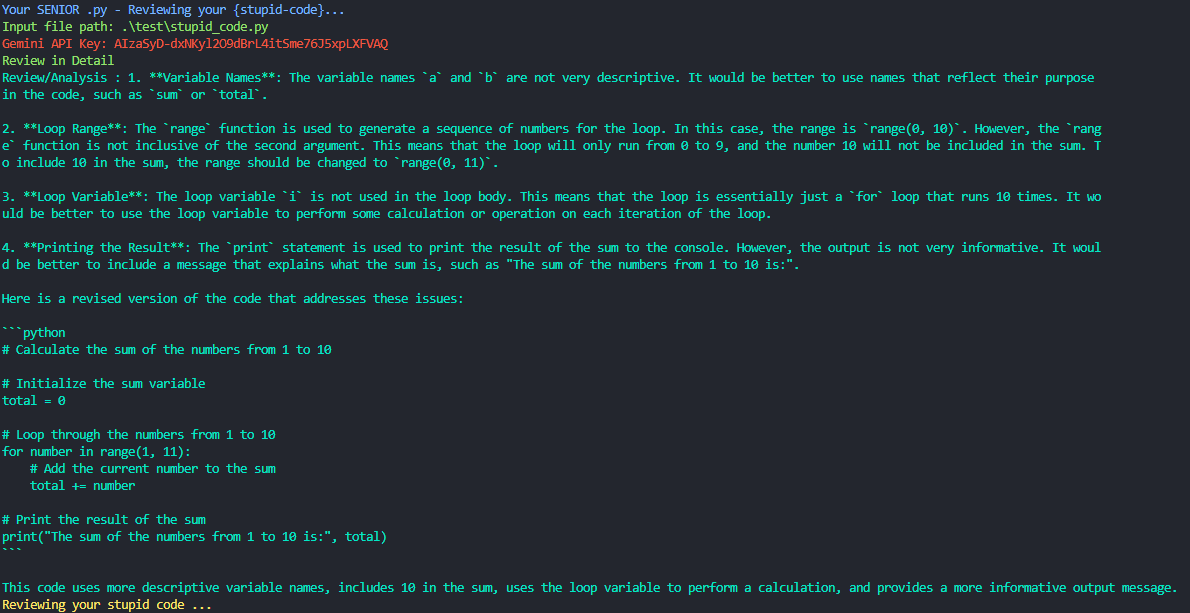 Your SENIOR .py - Reviewing your {stupid-code}...
Input file path: .\test\stupid_code.py
Gemini API Key:
Review in Detail
Review/Analysis : 1. **Variable Names**: The variable names `a` and `b` are not very descriptive. It would be better to use names that reflect their purpose
in the code, such as `sum` or `total`.
2. **Loop Range**: The `range` function is used to generate a sequence of numbers for the loop. In this case, the range is `range(0, 10)`. However, the `rang
e` function is not inclusive of the second argument. This means that the loop will only run from 0 to 9, and the number 10 will not be included in the sum. T
o include 10 in the sum, the range should be changed to `range(0, 11)`.
3. **Loop Variable**: The loop variable `i` is not used in the loop body. This means that the loop is essentially just a `for` loop that runs 10 times. It wo
uld be better to use the loop variable to perform some calculation or operation on each iteration of the loop.
4. **Printing the Result**: The `print` statement is used to print the result of the sum to the console. However, the output is not very informative. It woul
d be better to include a message that explains what the sum is, such as "The sum of the numbers from 1 to 10 is:".
Here is a revised version of the code that addresses these issues:
```python
# Calculate the sum of the numbers from 1 to 10
# Initialize the sum variable
total = 0
# Loop through the numbers from 1 to 10
for number in range(1, 11):
    # Add the current number to the sum
    total += number
# Print the result of the sum
print("The sum of the numbers from 1 to 10 is:", total)
```
This code uses more descriptive variable names, includes 10 in the sum, uses the loop variable to perform a calculation, and provides a more informative output message.
Reviewing your stupid code ...